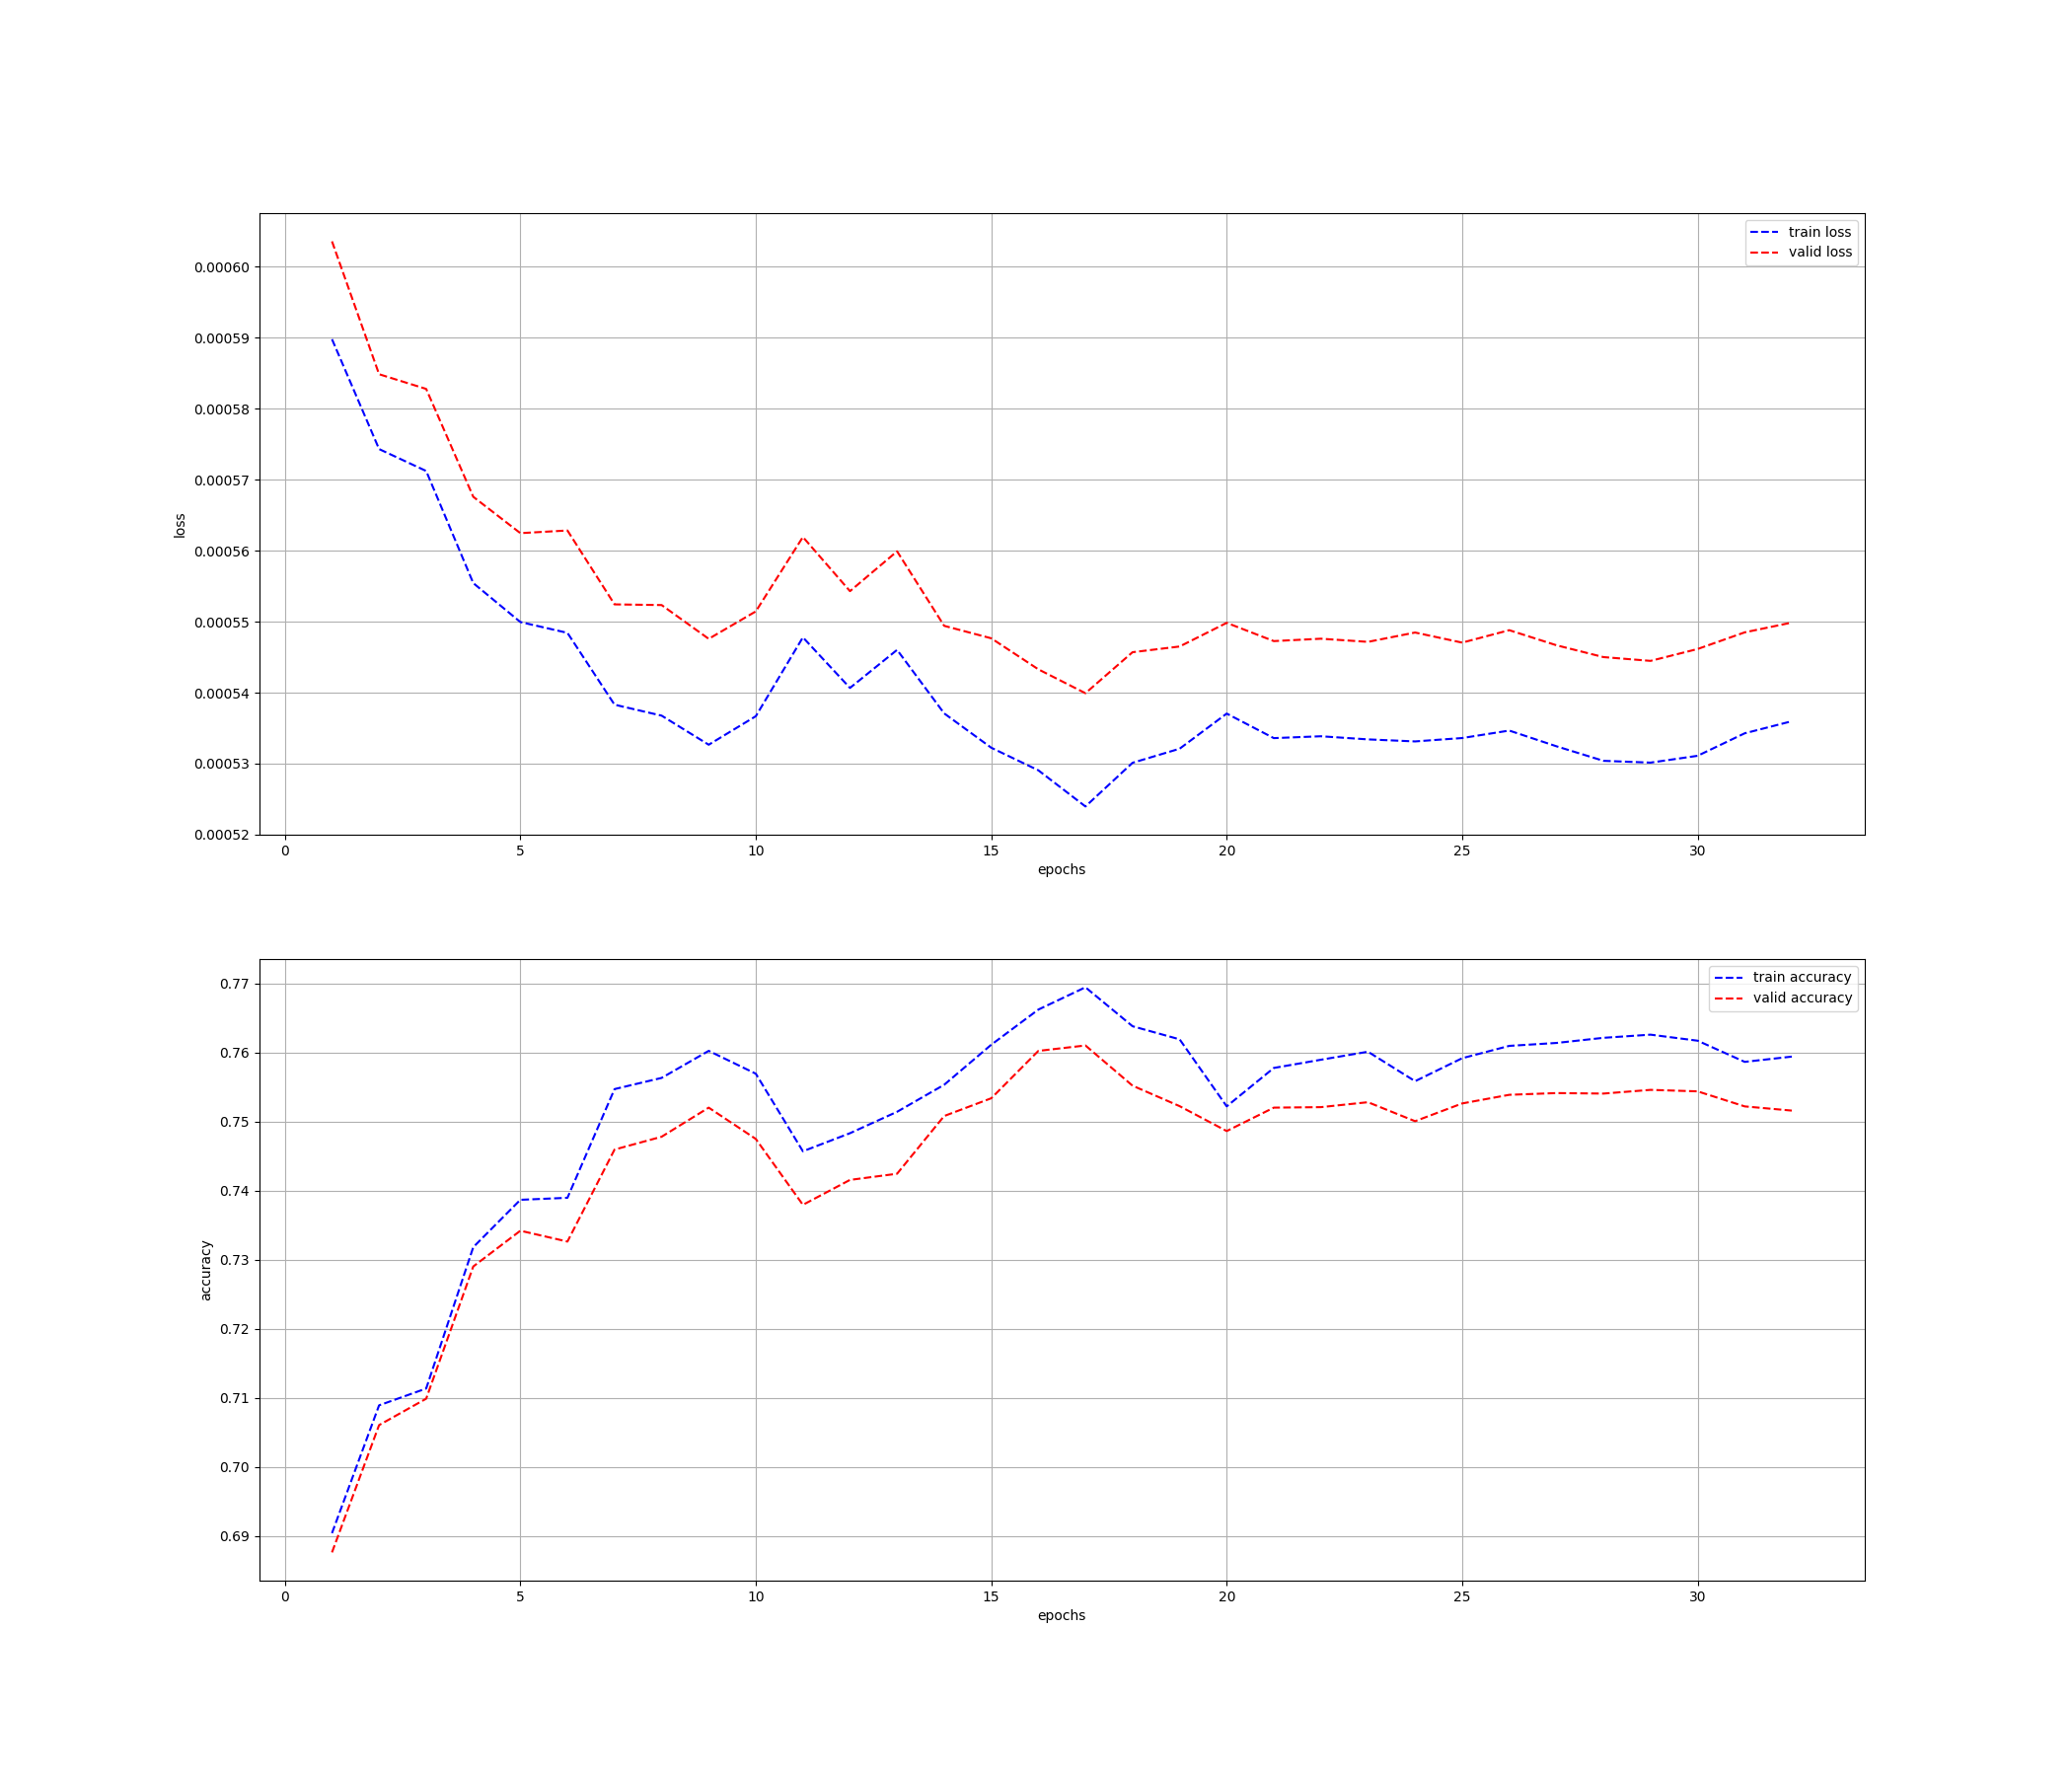 train loss
valid loss
0.00060
0.00059
0.00058
0.00057
0.00056
0.00055
0.00054
0.00053
0.00052
loss
0 5 10 15 20 25 30
epochs
train accuracy
valid accuracy
0.77
0.76
0.75
0.74
0.73
0.72
0.71
0.70
0.69
accuracy
0 5 10 15 20 25 30
epochs